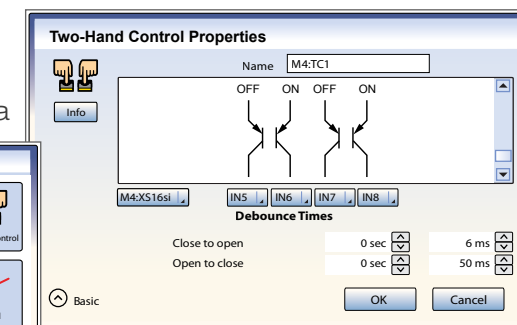 Two-Hand Control Properties
Name M4:TC1
OFF ON OFF ON
Info
a
M4:XS16si IN5 IN6 IN7 IN8
Debounce Times
ontrol
Close to open 0 sec 6 ms
Open to close 0 sec 50 ms
Basic OK Cancel